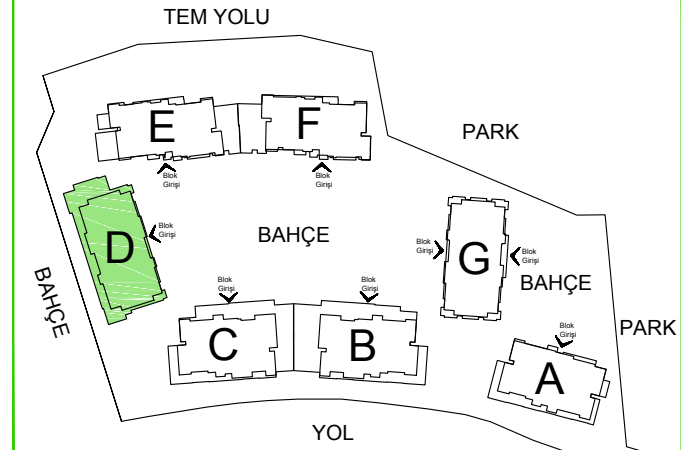 TEM YOLU
E
F
PARK
Blok
Girişi
Blok
Girişi
D
Blok
Girişi
BAHÇE
Blok
Girişi
G
Blok
Girişi
BAHÇE
BAHÇE
Blok
Girişi
Blok
Girişi
PARK
Blok
Girişi
C
B
A
YOL